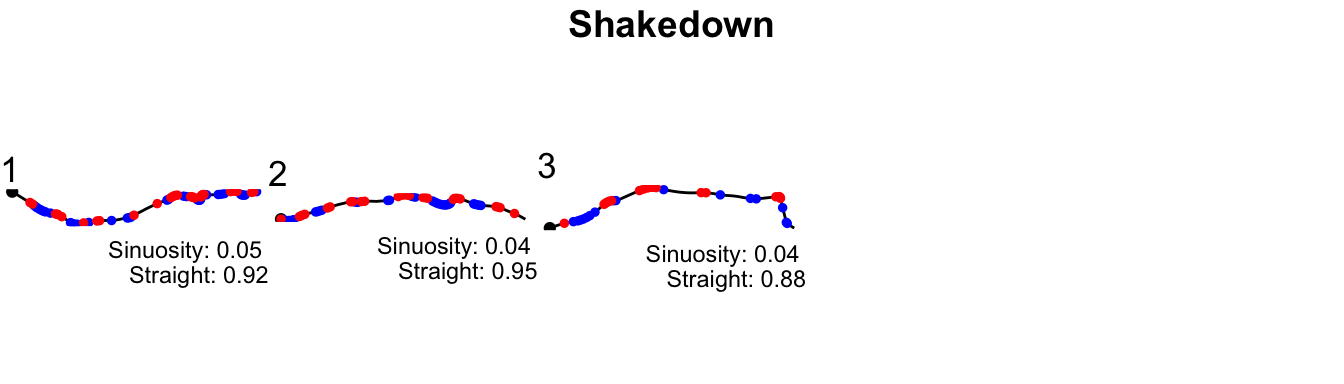 Shakedown
1
Sinuosity: 0.05
Straight: 0.92
2
Sinuosity: 0.04
Straight: 0.95
3
Sinuosity: 0.04
Straight: 0.88